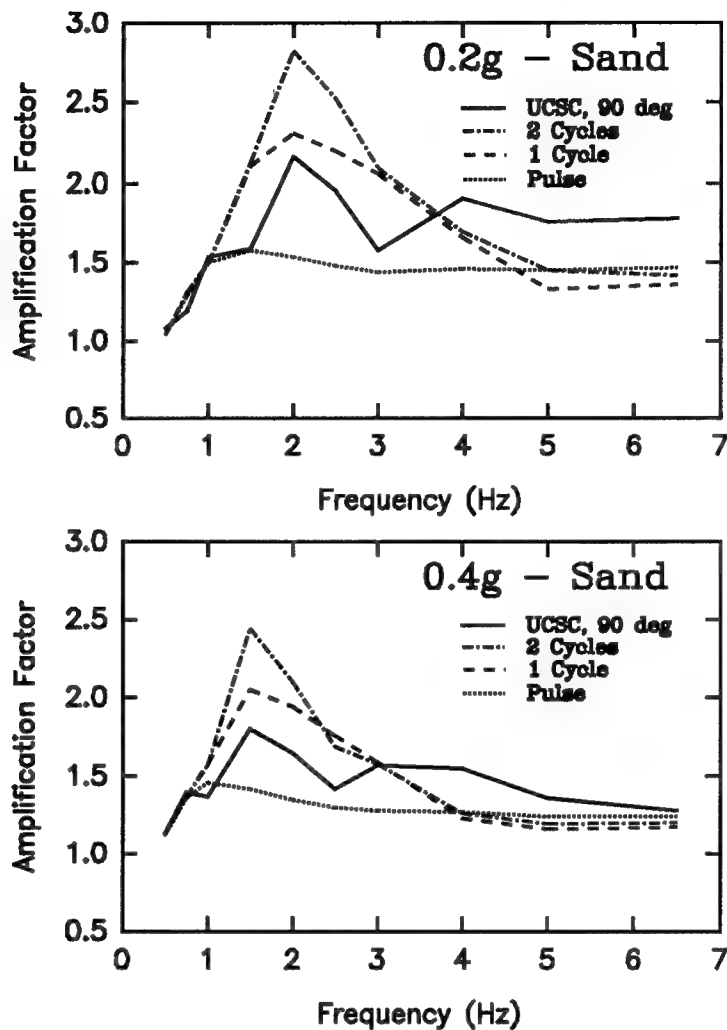 0.2g – Sand
UCSC, 90 deg
2 Cycles
1 Cycle
Pulse
Amplification Factor
3.0
2.5
2.0
1.5
1.0
0.5
0 1 2 3 4 5 6 7
Frequency (Hz)
0.4g – Sand
UCSC, 90 deg
2 Cycles
1 Cycle
Pulse
Amplification Factor
3.0
2.5
2.0
1.5
1.0
0.5
0 1 2 3 4 5 6 7
Frequency (Hz)